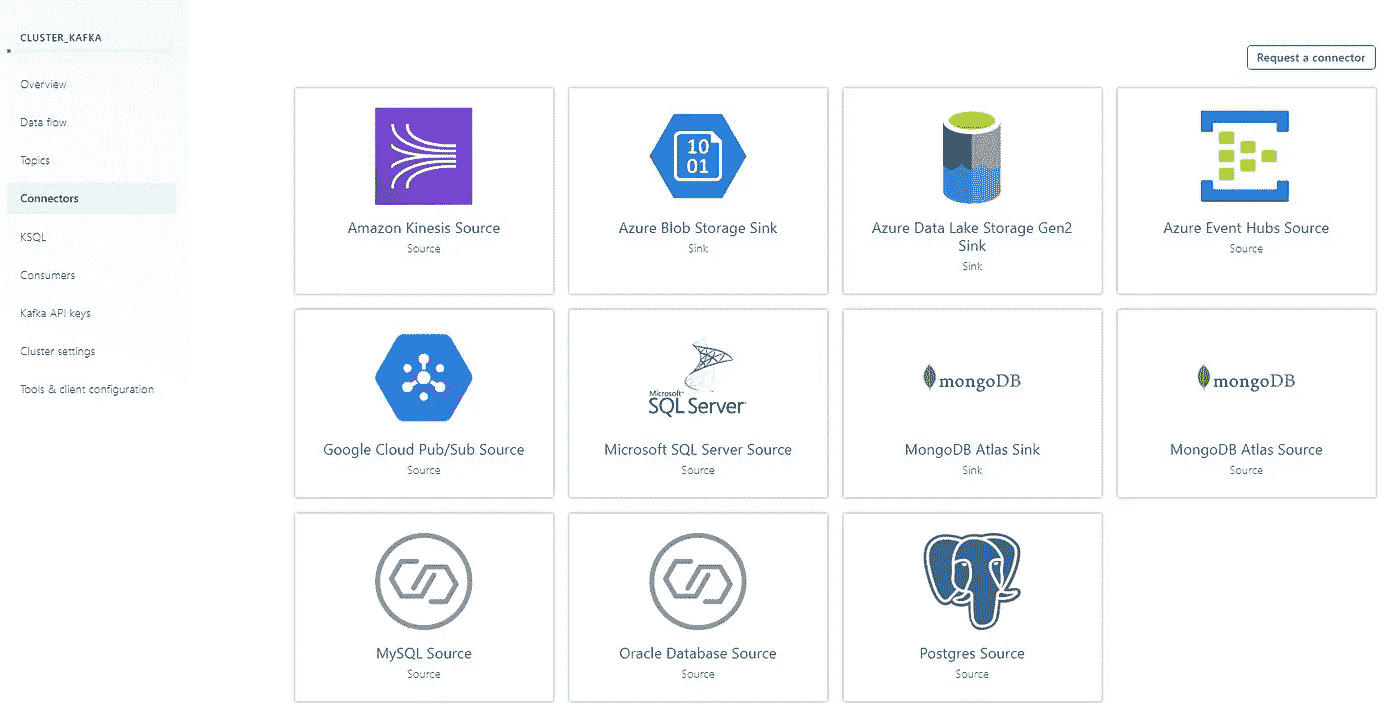 CLUSTER_KAFKA
Overview
Data flow
Topics
Connectors
KSQL
Consumers
Kafka API keys
Cluster settings
Tools & client configuration
Request a connector
Amazon Kinesis Source
Source
10
01
Azure Blob Storage Sink
Sink
Azure Data Lake Storage Gen2
Sink
Sink
Azure Event Hubs Source
Source
Google Cloud Pub/Sub Source
Source
Microsoft
SQL Server
Microsoft SQL Server Source
Source
mongoDB
MongoDB Atlas Sink
Sink
mongoDB
MongoDB Atlas Source
Source
MySQL Source
Source
Oracle Database Source
Source
Postgres Source
Source